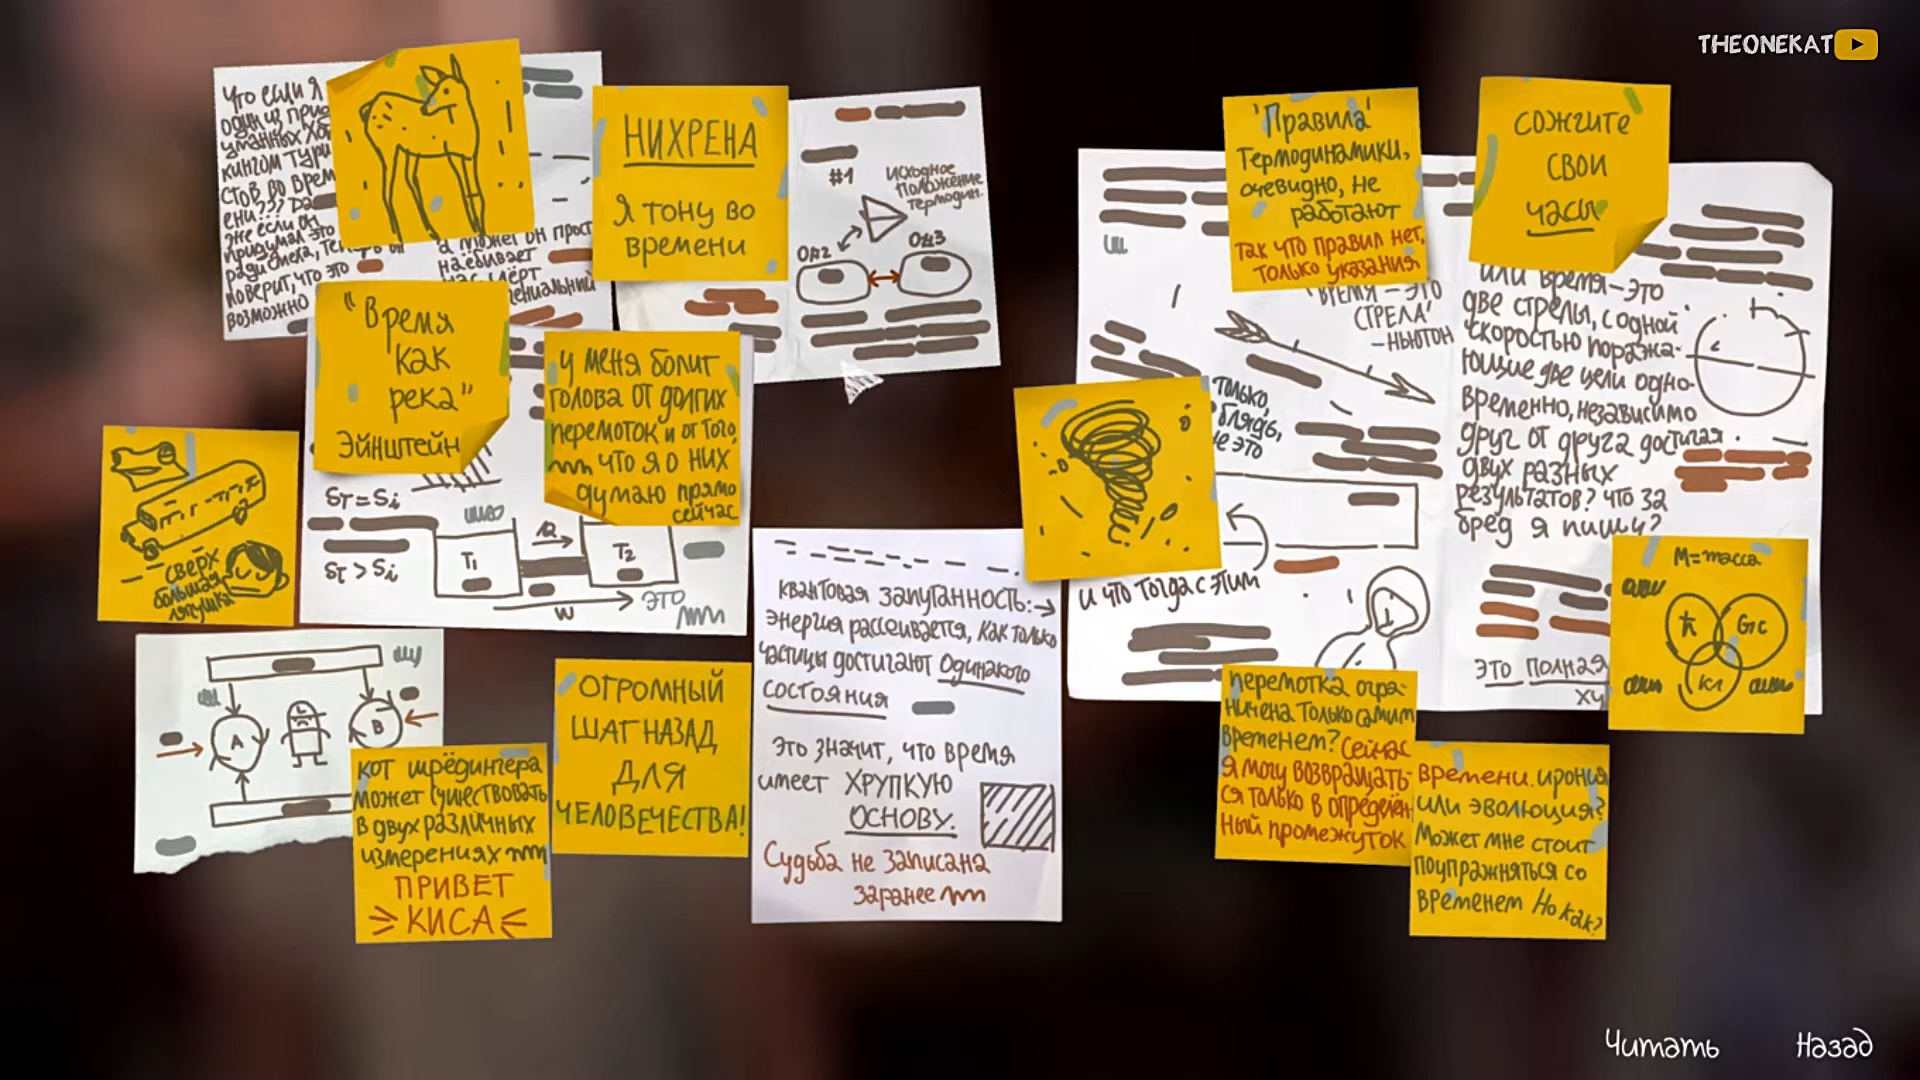 THEONEKAT
Что если я
один из прид
уманных Хо
кингом тури
стов во врем
ени??? Да
же если он
придумал это
ради смеха, теперь он
поверит, что это
возможно
а может он прост
наёбывает
НИХРЕНА
Я тону во
времени
#1
исходное
положение
термодин.
"Время
как
река"
Эйнштейн
у меня болит
голова от долгих
перемоток и от того,
что я о них
думаю прямо
сейчас
сверх
большая
лягушка
ST = Si
ST > Si
T1
T2
W
это
A
B
кот шрёдингера
может существовать
в двух различных
измерениях
ПРИВЕТ
КИСА
ОГРОМНЫЙ
ШАГ НАЗАД
ДЛЯ
ЧЕЛОВЕЧЕСТВА!
квантовая запутанность:→
энергия рассеивается, как только
частицы достигают одинакого
состояния
это значит, что время
имеет ХРУПКУЮ
ОСНОВУ.
Судьба не записана
заранее
'Правила'
термодинамики,
очевидно, не
работают
так что правил нет,
только указания
"ВРЕМЯ – ЭТО
СТРЕЛА"
– НЬЮТОН
только,
блядь,
не это
и что тогда с этим
сожгите
свои
часы
или время – это
две стрелы, с одной
скоростью поража-
ющие две цели одно-
временно, независимо
друг от друга достигая
двух разных
результатов? что за
бред я пишу?
это полная
ху
M = масса
Gc
перемотка огра-
ничена только самим
временем? Сейчас
я могу возвращать-
ся только в определён
ный промежуток
времени. ирония
или эволюция?
Может мне стоит
поупражняться со
временем Но как?
Читать
Назад